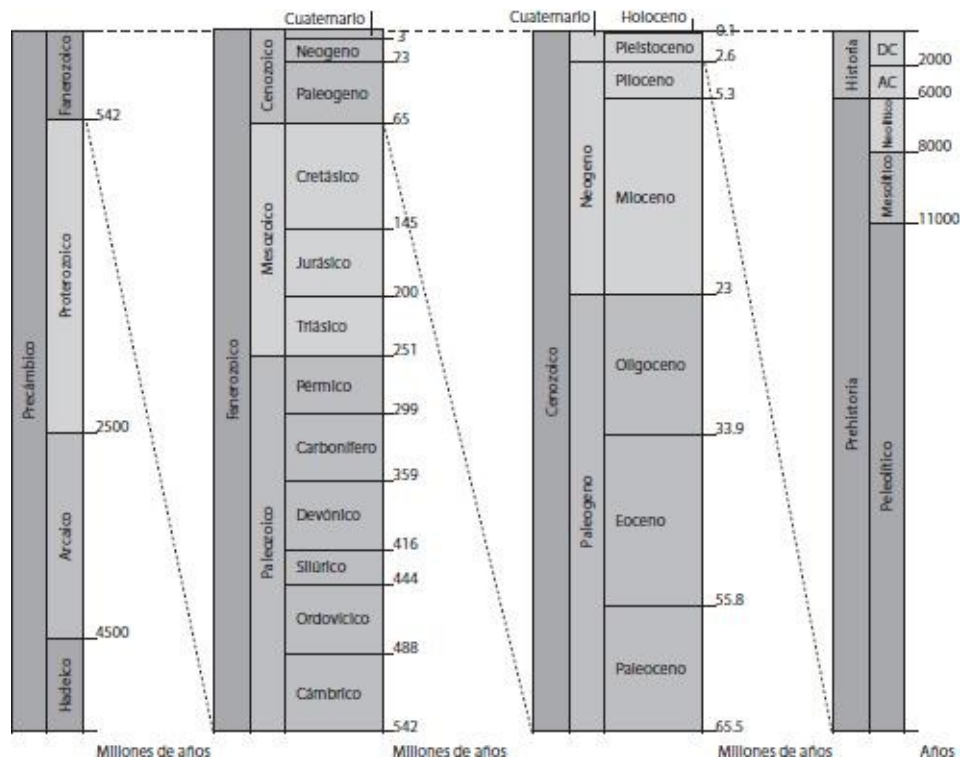 Cuaternario
Fanerozoico
542
Proterozoico
Precámbico
2500
Arcaico
4500
Hadeico
Millones de años
3
Cenozoico
Neogeno
23
Paleogeno
65
Cretásico
145
Mesozoico
Jurásico
200
Triásico
251
Fanerozoico
Pérmico
299
Carbonífero
359
Devónico
416
Paleozoico
Silúrico
444
Ordovícico
488
Cámbrico
542
Millones de años
Cuaternario
Holoceno
0.1
Pleistoceno
2.6
Plioceno
5.3
Neogeno
Mioceno
23
Cenozoico
Oligoceno
33.9
Paleogeno
Eoceno
55.8
Paleoceno
65.5
Millones de años
Historia
DC
2000
AC
6000
Neolítico
8000
Mesolítico
11000
Prehistoria
Peleolítico
Años